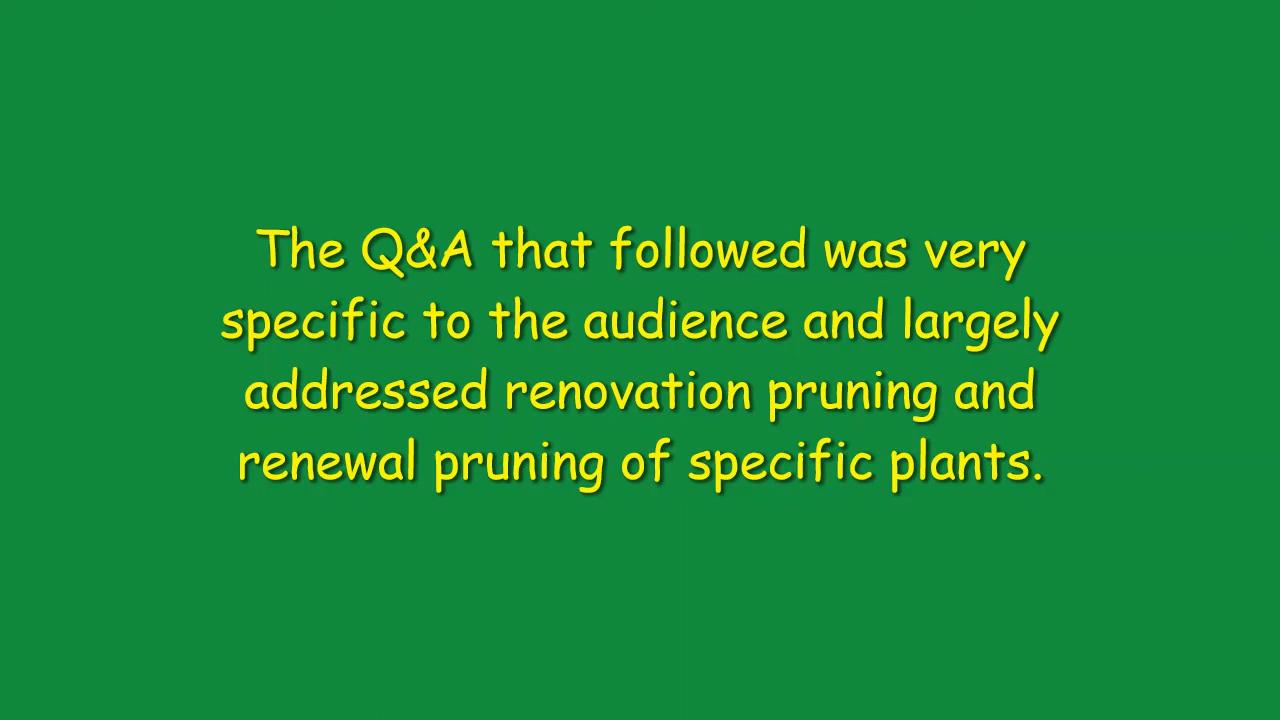 The Q&A that followed was very
specific to the audience and largely
addressed renovation pruning and
renewal pruning of specific plants.